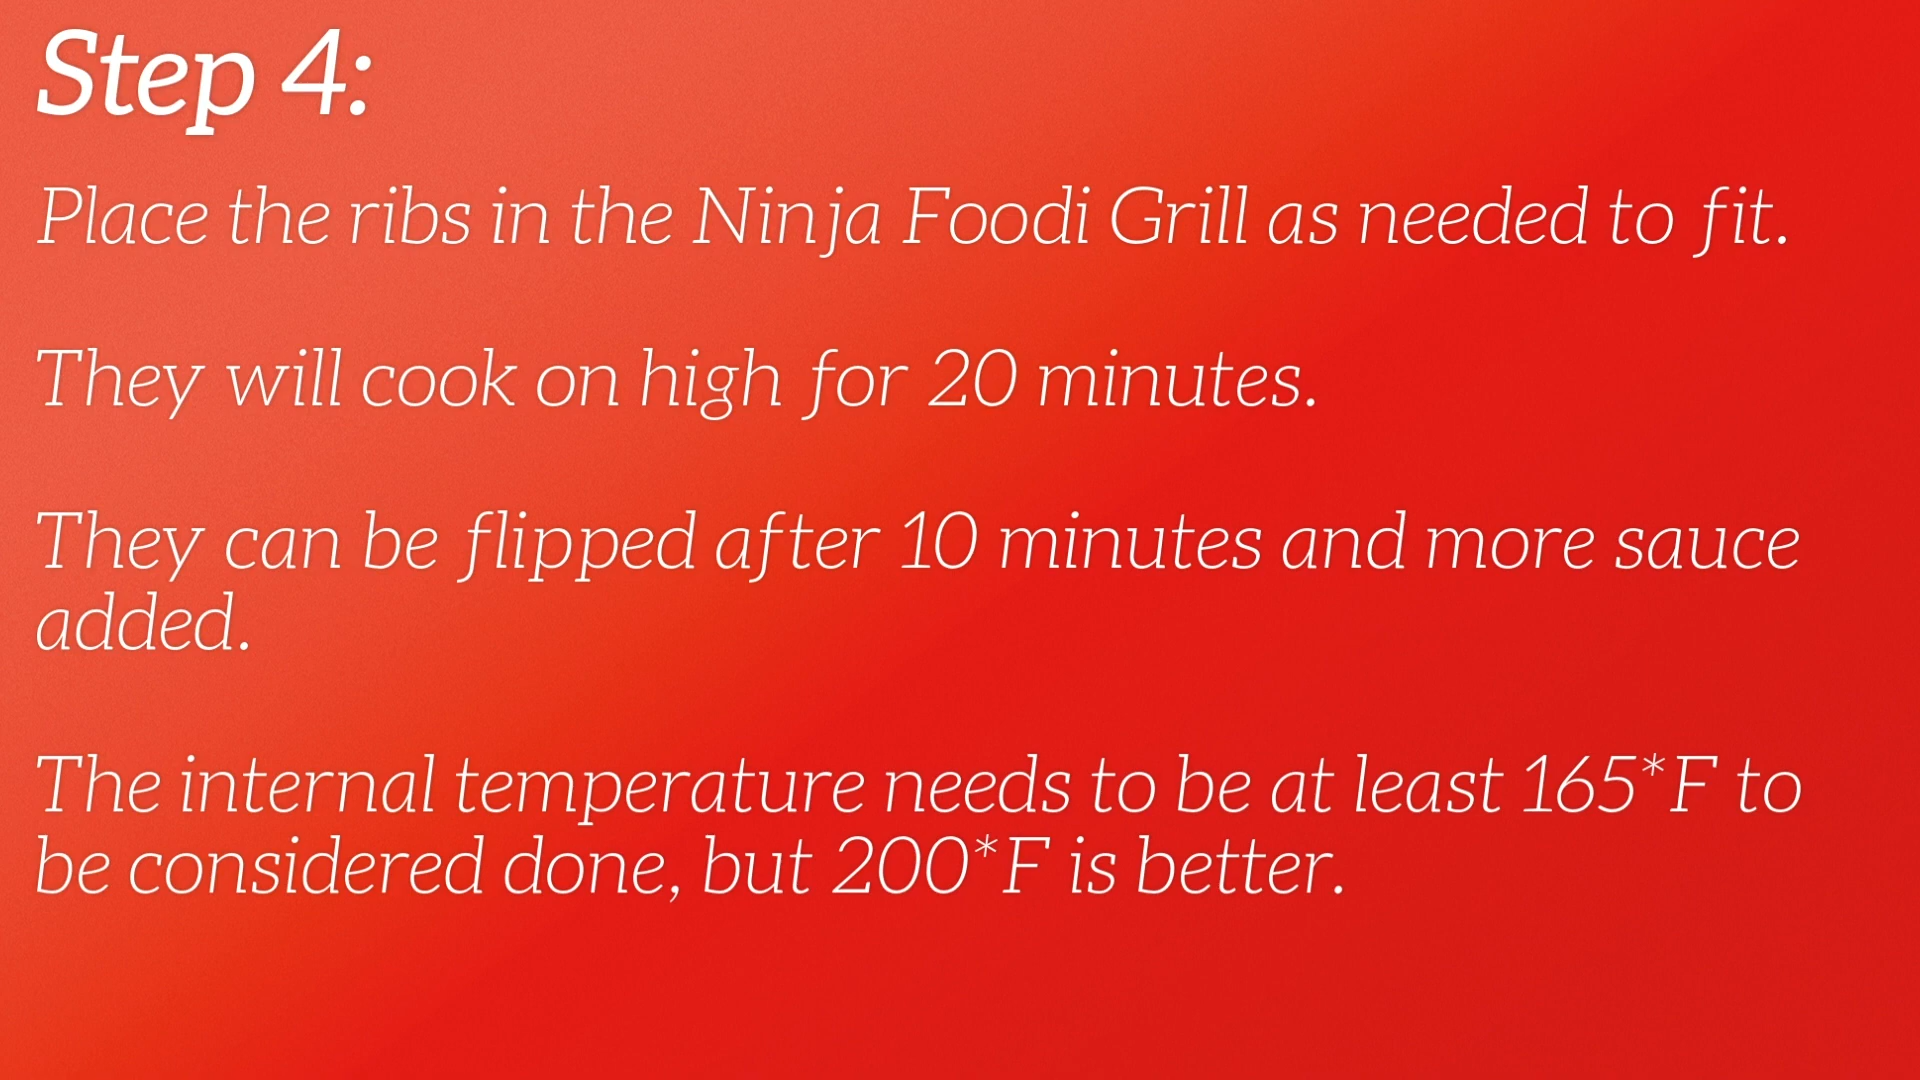 Step 4:
Place the ribs in the Ninja Foodi Grill as needed to fit.
They will cook on high for 20 minutes.
They can be flipped after 10 minutes and more sauce
added.
The internal temperature needs to be at least 165*F to
be considered done, but 200*F is better.